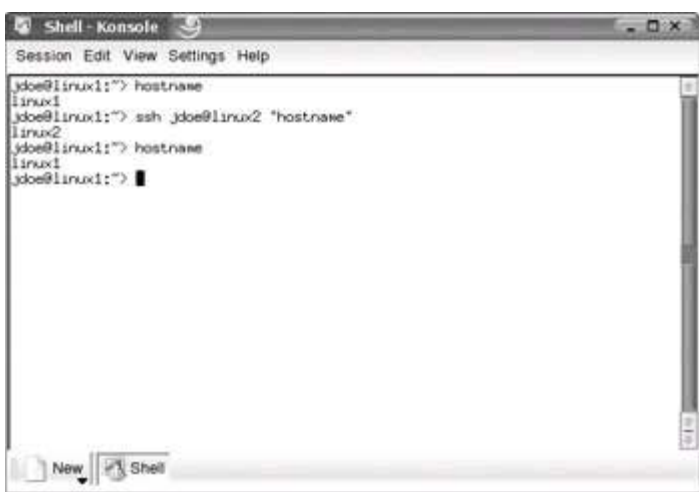 Shell - Konsole
Session Edit View Settings Help
jdoe@linux1:~> hostname
linux1
jdoe@linux1:~> ssh jdoe@linux2 "hostname"
linux2
jdoe@linux1:~> hostname
linux1
jdoe@linux1:~>
New Shell